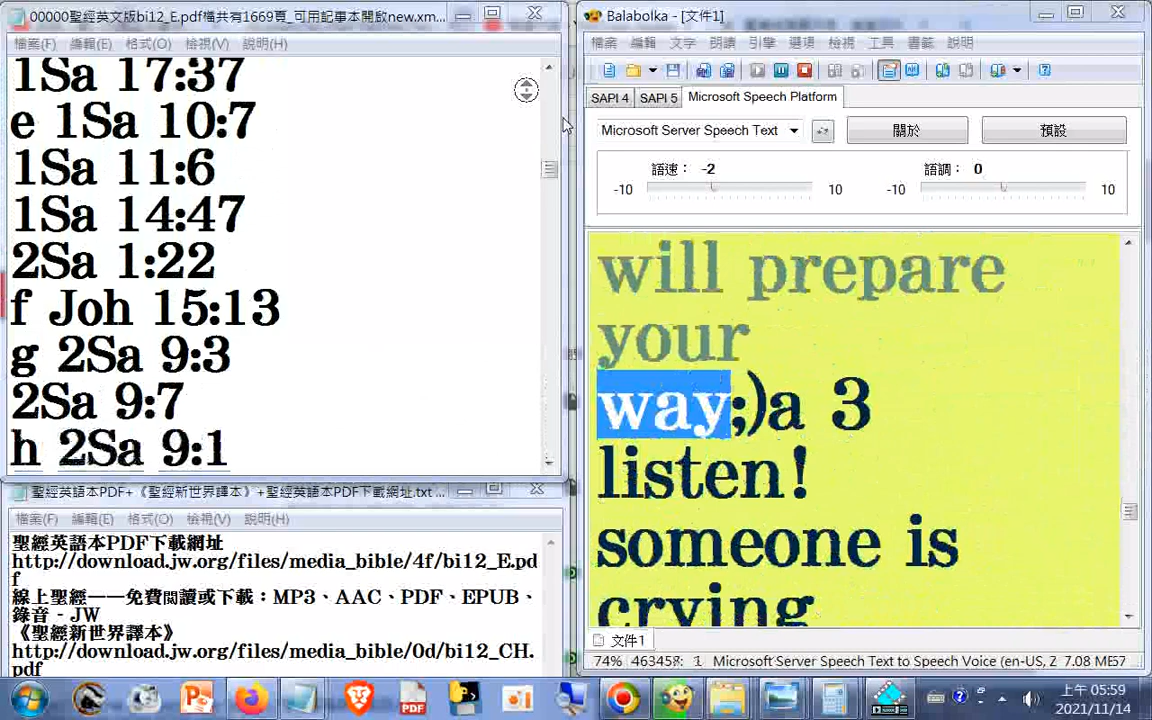 00000聖經英文版bi12_E.pdf檔共有1669頁_可用記事本開啟new.xm...
檔案(F) 編輯(E) 格式(O) 檢視(V) 說明(H)
1Sa 17:37
e 1Sa 10:7
1Sa 11:6
1Sa 14:47
2Sa 1:22
f Joh 15:13
g 2Sa 9:3
2Sa 9:7
h 2Sa 9:1
聖經英語本PDF+《聖經新世界譯本》+聖經英語本PDF下載網址.txt ...
檔案(F) 編輯(E) 格式(O) 檢視(V) 說明(H)
聖經英語本PDF下載網址
http://download.jw.org/files/media_bible/4f/bi12_E.pd
f
線上聖經——免費閱讀或下載：MP3、AAC、PDF、EPUB、
錄音 - JW
《聖經新世界譯本》
http://download.jw.org/files/media_bible/0d/bi12_CH.
pdf
Balabolka - [文件1]
檔案 編輯 文字 朗讀 引擎 選項 檢視 工具 書籤 說明
SAPI 4 SAPI 5 Microsoft Speech Platform
Microsoft Server Speech Text 關於 預設
語速： -2 語調： 0
-10 10 -10 10
will prepare
your
way;)a 3
listen!
someone is
crying
文件1
74% 463458: 1 Microsoft Server Speech Text to Speech Voice (en-US, Z 7.08 ME57
PDF
上午 05:59
2021/11/14